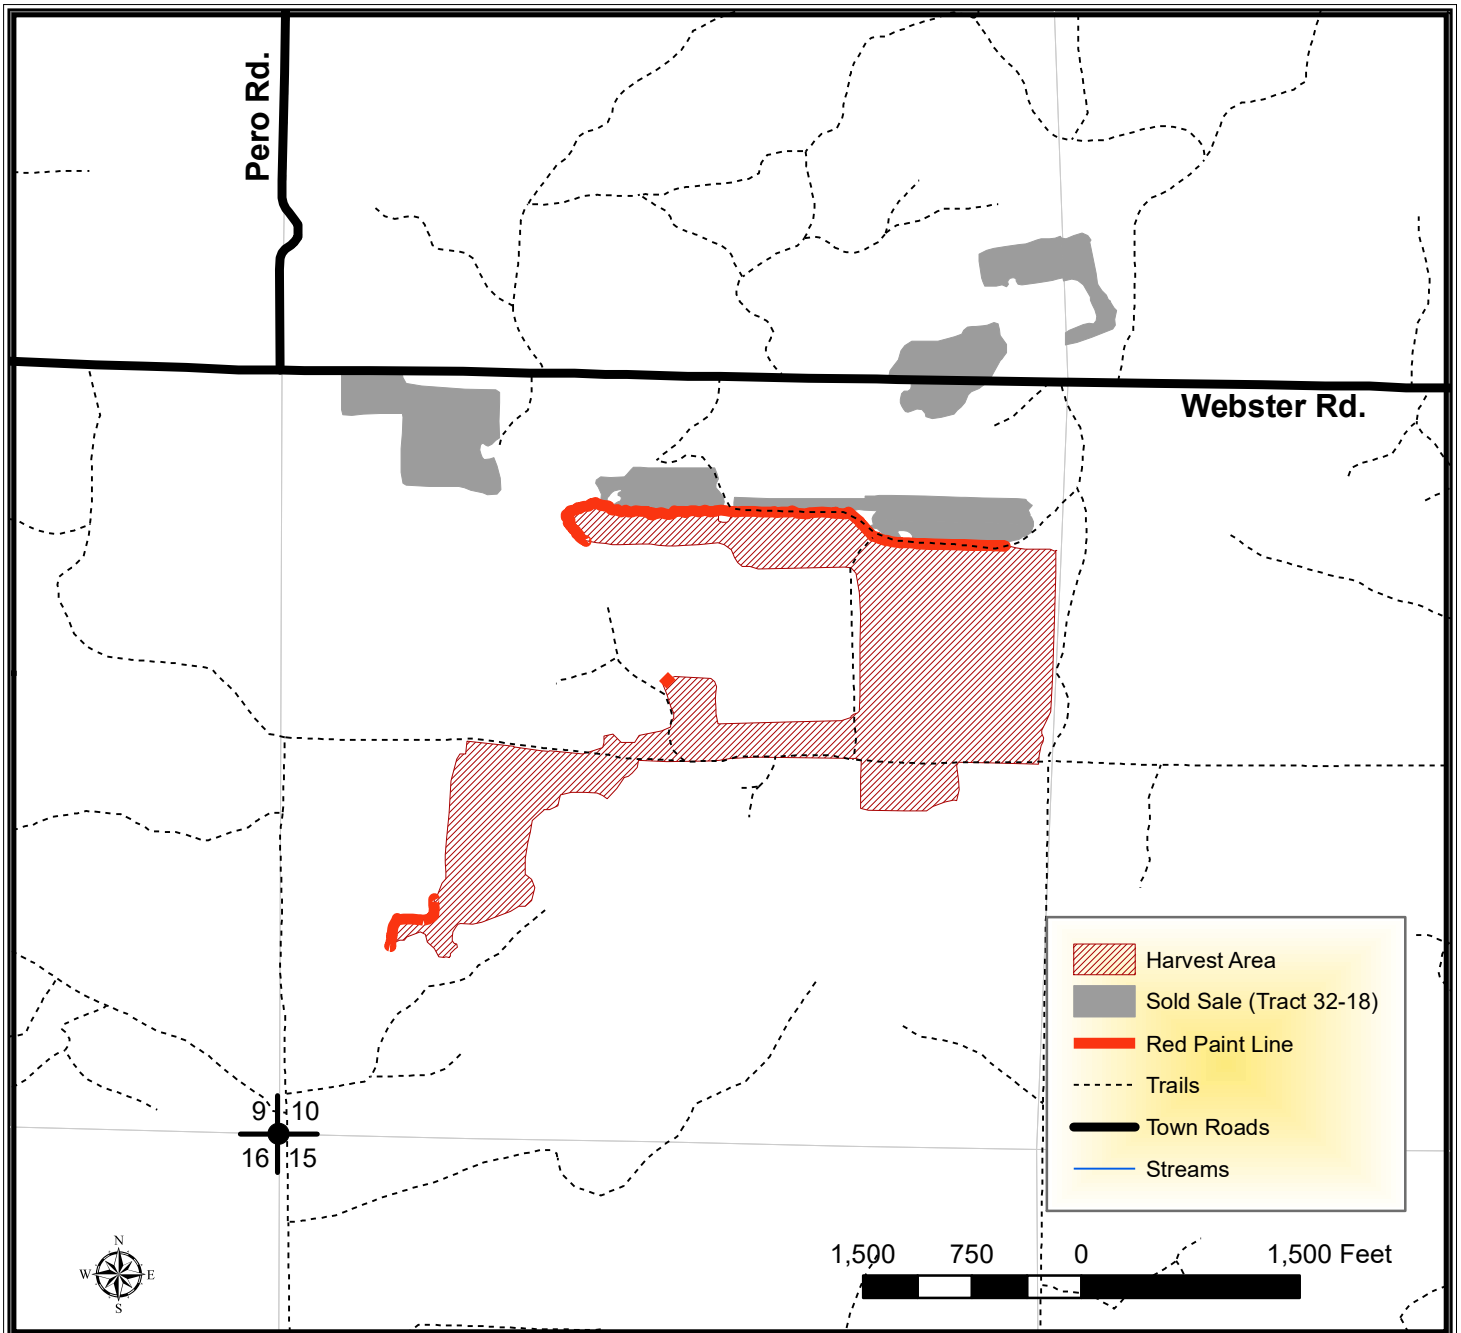 Pero Rd.
Webster Rd.
Harvest Area
Sold Sale (Tract 32-18)
Red Paint Line
Trails
Town Roads
Streams
9 10
16 15
N
W E
S
1,500 750 0 1,500 Feet